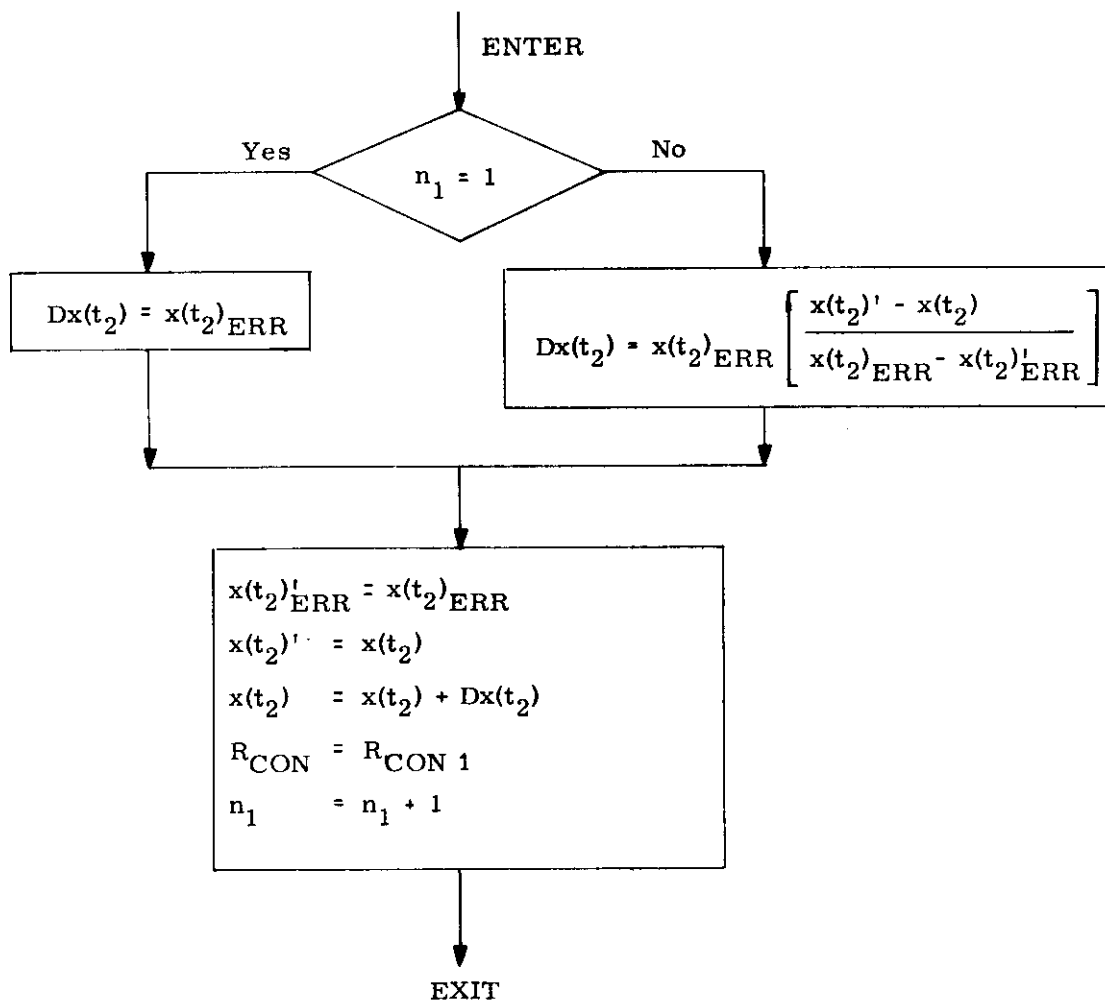 ENTER
Yes
No
n₁ = 1
Dx(t₂) = x(t₂)ERR
Dx(t₂) = x(t₂)ERR [ x(t₂)' - x(t₂) / x(t₂)ERR - x(t₂)'ERR ]
x(t₂)'ERR = x(t₂)ERR
x(t₂)' = x(t₂)
x(t₂) = x(t₂) + Dx(t₂)
RCON = RCON 1
n₁ = n₁ + 1
EXIT